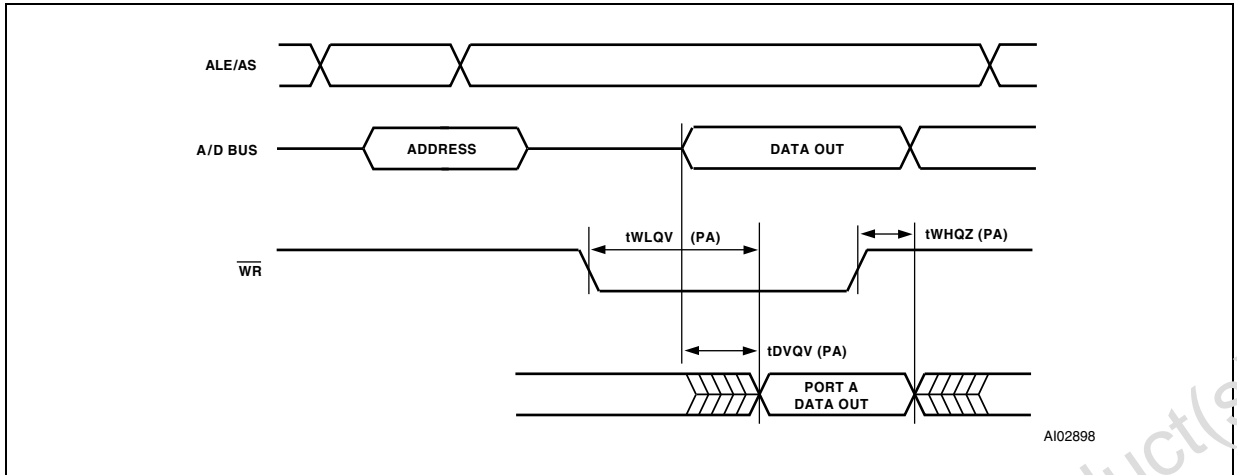 ALE/AS
A/D BUS
ADDRESS
DATA OUT
tWLQV (PA)
tWHQZ (PA)
WR
tDVQV (PA)
PORT A
DATA OUT
AI02898